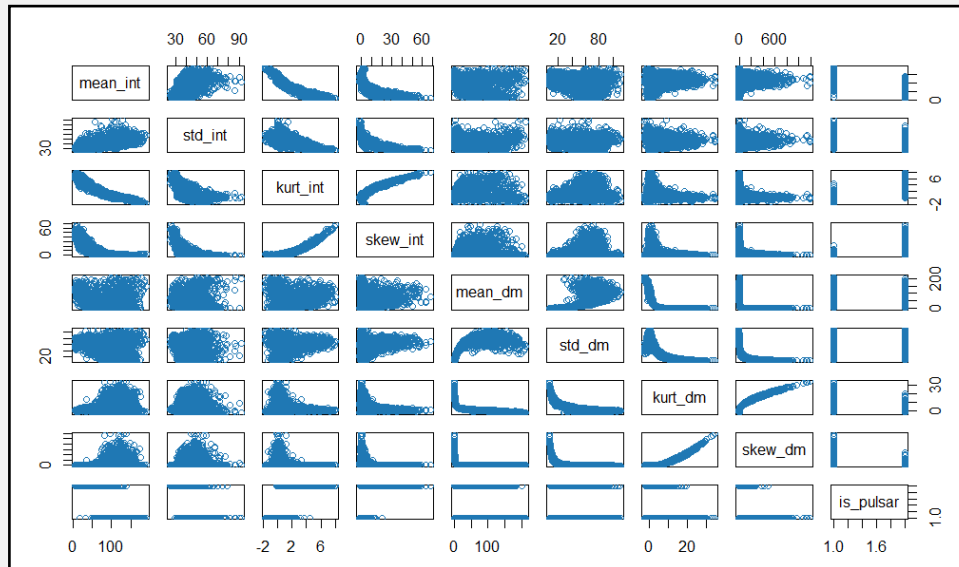 30 60 90 0 30 60 20 80 0 600
mean_int 0
30 std_int
kurt_int -2 6
0 60 skew_int
mean_dm 0 200
20 std_dm
kurt_dm 0 30
0 skew_dm
is_pulsar 1.0
0 100 -2 2 6 0 100 0 20 1.0 1.6